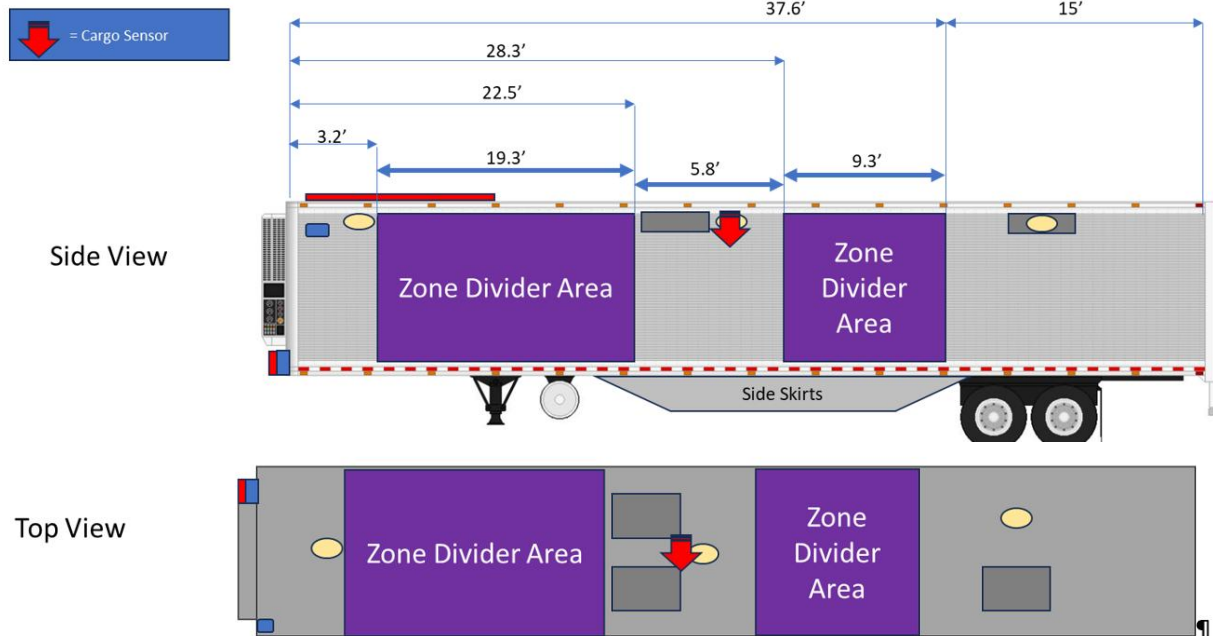 37.6’
15’
= Cargo Sensor
28.3’
22.5’
3.2’
19.3’
5.8’
9.3’
Side View
Zone Divider Area
Zone
Divider
Area
Side Skirts
Top View
Zone Divider Area
Zone
Divider
Area
¶